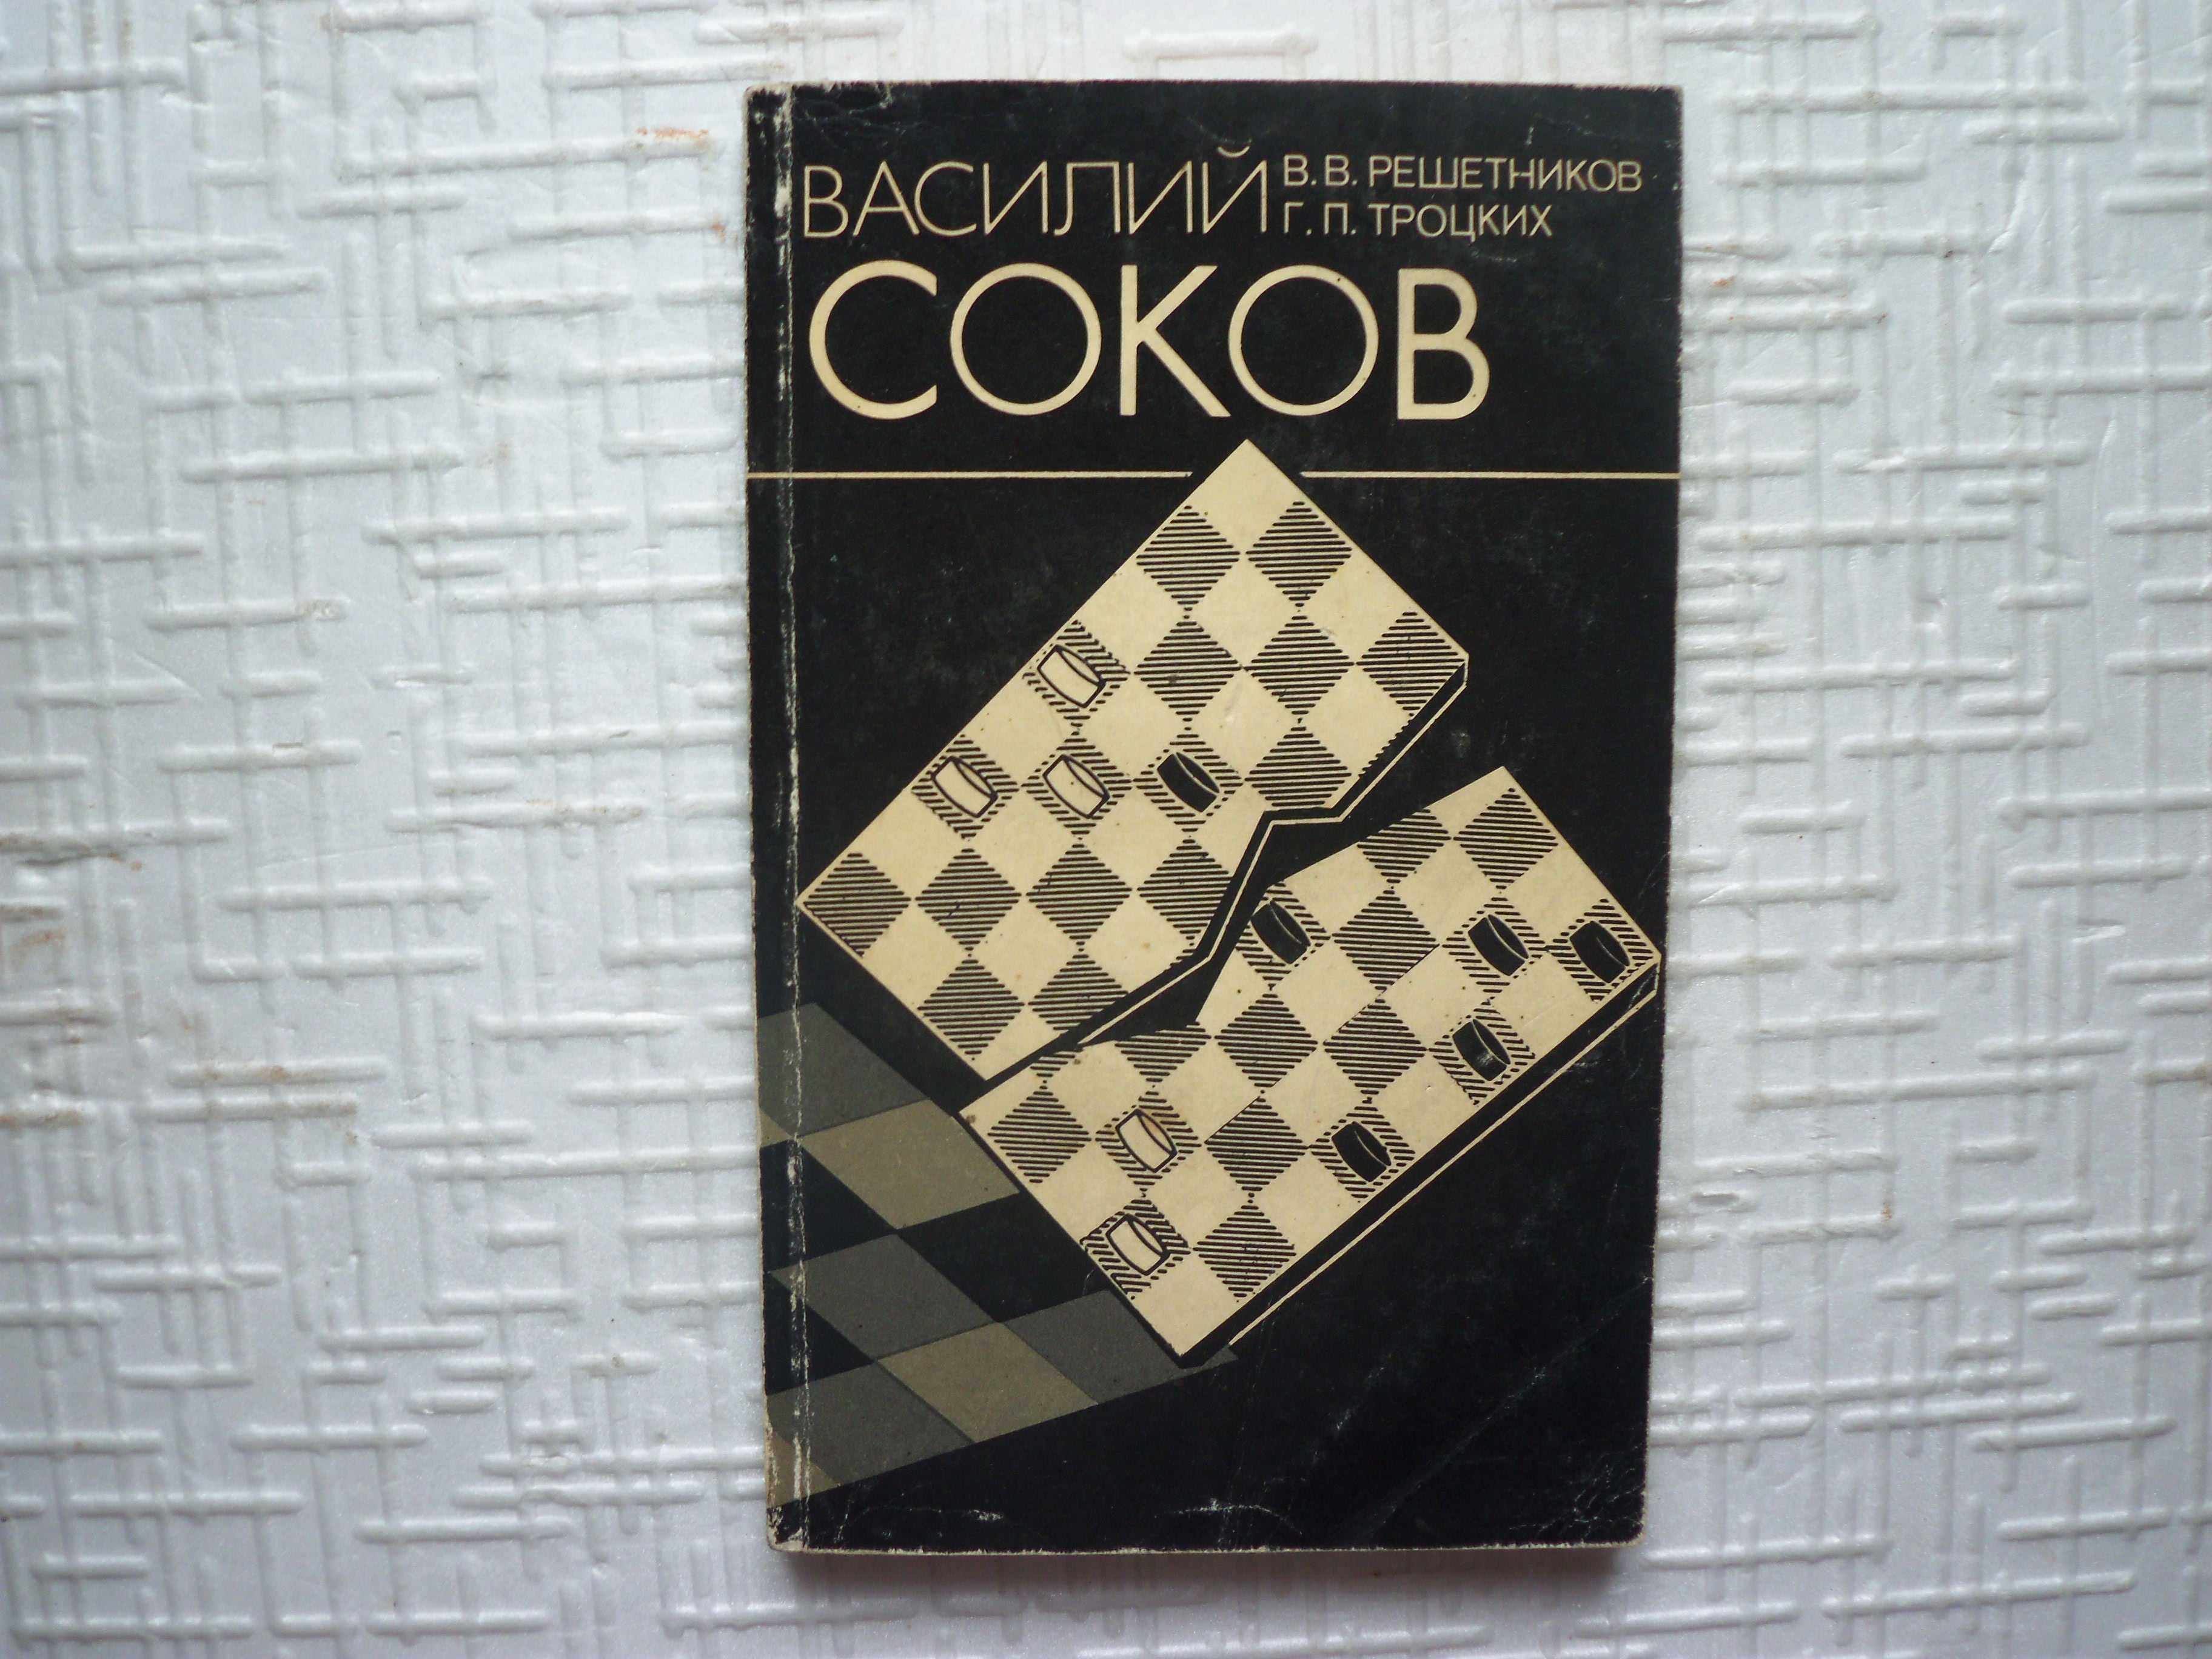 ВАСИЛИЙ
В. В. РЕШЕТНИКОВ
Г. П. ТРОЦКИХ
СОКОВ